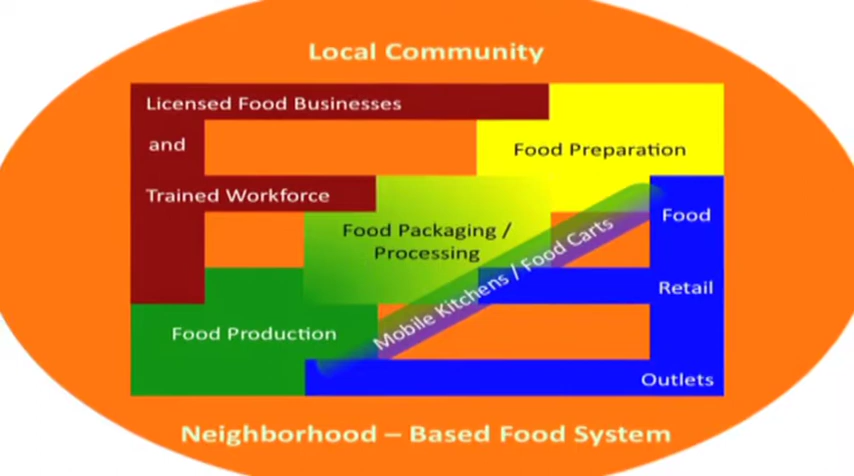 Local Community
Licensed Food Businesses
and
Trained Workforce
Food Preparation
Food Packaging /
Processing
Food
Retail
Outlets
Mobile Kitchens / Food Carts
Food Production
Neighborhood – Based Food System